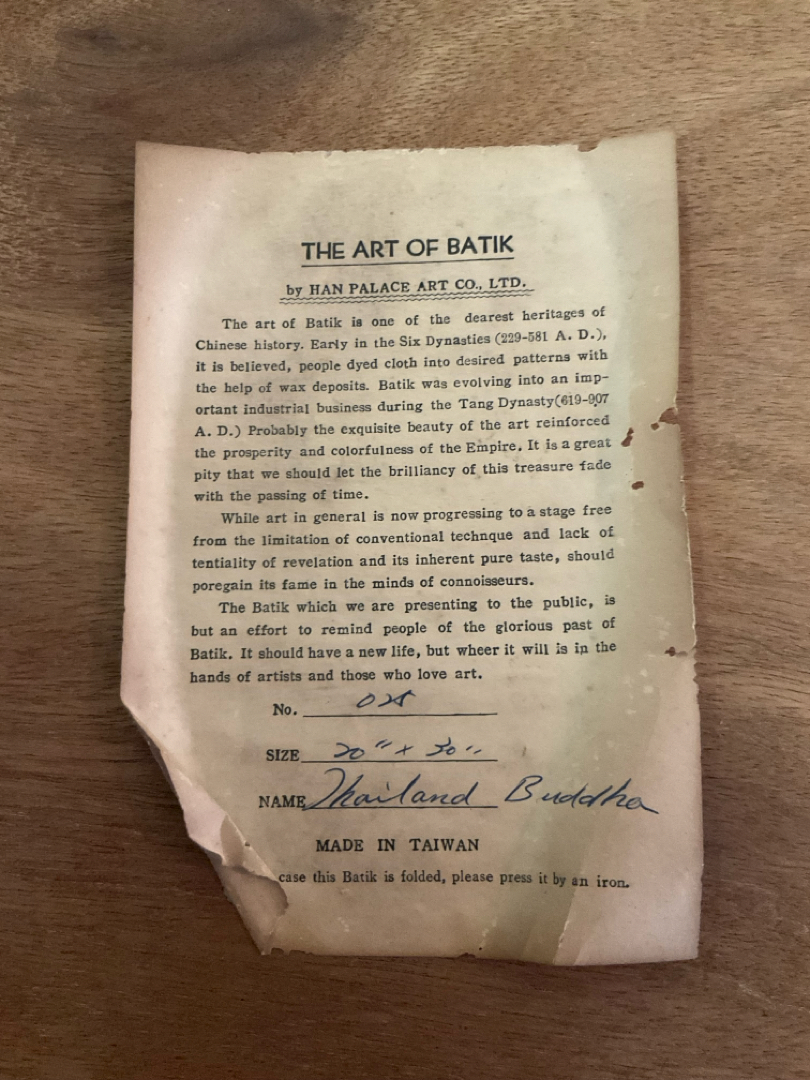 THE ART OF BATIK
by HAN PALACE ART CO., LTD.
The art of Batik is one of the dearest heritages of
Chinese history. Early in the Six Dynasties (229-581 A. D.),
it is believed, people dyed cloth into desired patterns with
the help of wax deposits. Batik was evolving into an imp-
ortant industrial business during the Tang Dynasty(619-907
A. D.) Probably the exquisite beauty of the art reinforced
the prosperity and colorfulness of the Empire. It is a great
pity that we should let the brilliancy of this treasure fade
with the passing of time.
While art in general is now progressing to a stage free
from the limitation of conventional technque and lack of
tentiality of revelation and its inherent pure taste, should
poregain its fame in the minds of connoisseurs.
The Batik which we are presenting to the public, is
but an effort to remind people of the glorious past of
Batik. It should have a new life, but wheer it will is in the
hands of artists and those who love art.
No.
SIZE 20" x 30"
NAME Thailand Buddha
MADE IN TAIWAN
case this Batik is folded, please press it by an iron.